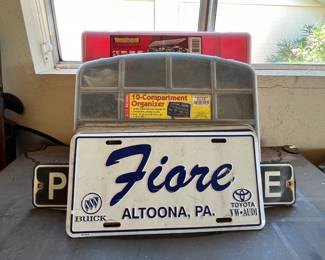 10-Compartment
Organizer
P E
Fiore
BUICK
ALTOONA, PA.
TOYOTA
VW • AUDI